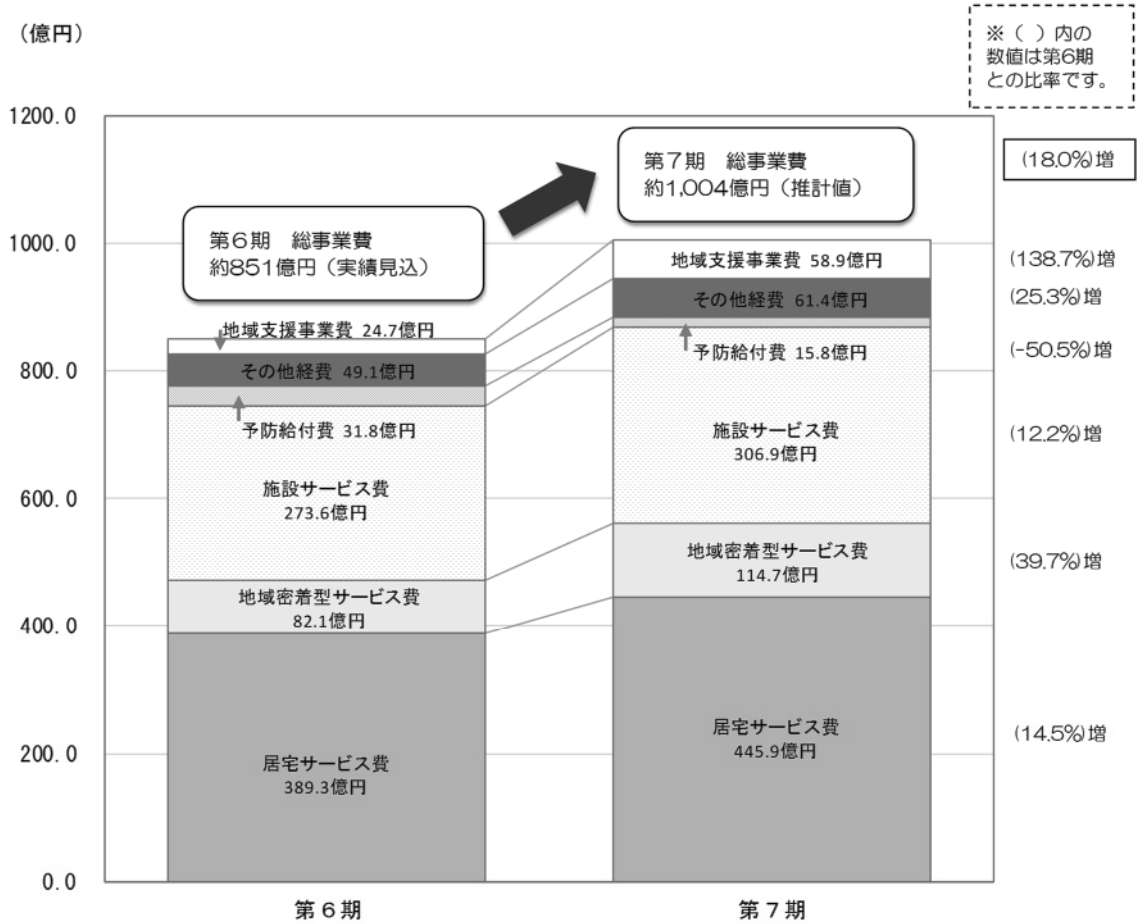 (億円)
※（ ）内の
数値は第6期
との比率です。
1200.0
1000.0
800.0
600.0
400.0
200.0
0.0
第6期　総事業費
約851億円（実績見込）
地域支援事業費 24.7億円
その他経費 49.1億円
予防給付費 31.8億円
施設サービス費
273.6億円
地域密着型サービス費
82.1億円
居宅サービス費
389.3億円
第6期
第7期　総事業費
約1,004億円（推計値）
地域支援事業費 58.9億円
その他経費 61.4億円
予防給付費 15.8億円
施設サービス費
306.9億円
地域密着型サービス費
114.7億円
居宅サービス費
445.9億円
第7期
(18.0%)増
(138.7%)増
(25.3%)増
(-50.5%)増
(12.2%)増
(39.7%)増
(14.5%)増